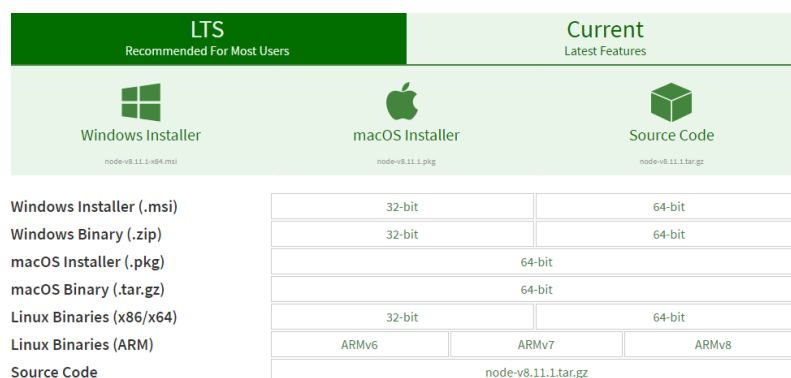 LTS Current
Recommended For Most Users Latest Features
Windows Installer macOS Installer Source Code
node-v8.11.1-x64.msi node-v8.11.1.pkg node-v8.11.1.tar.gz
Windows Installer (.msi) 32-bit 64-bit
Windows Binary (.zip) 32-bit 64-bit
macOS Installer (.pkg) 64-bit
macOS Binary (.tar.gz) 64-bit
Linux Binaries (x86/x64) 32-bit 64-bit
Linux Binaries (ARM) ARMv6 ARMv7 ARMv8
Source Code node-v8.11.1.tar.gz